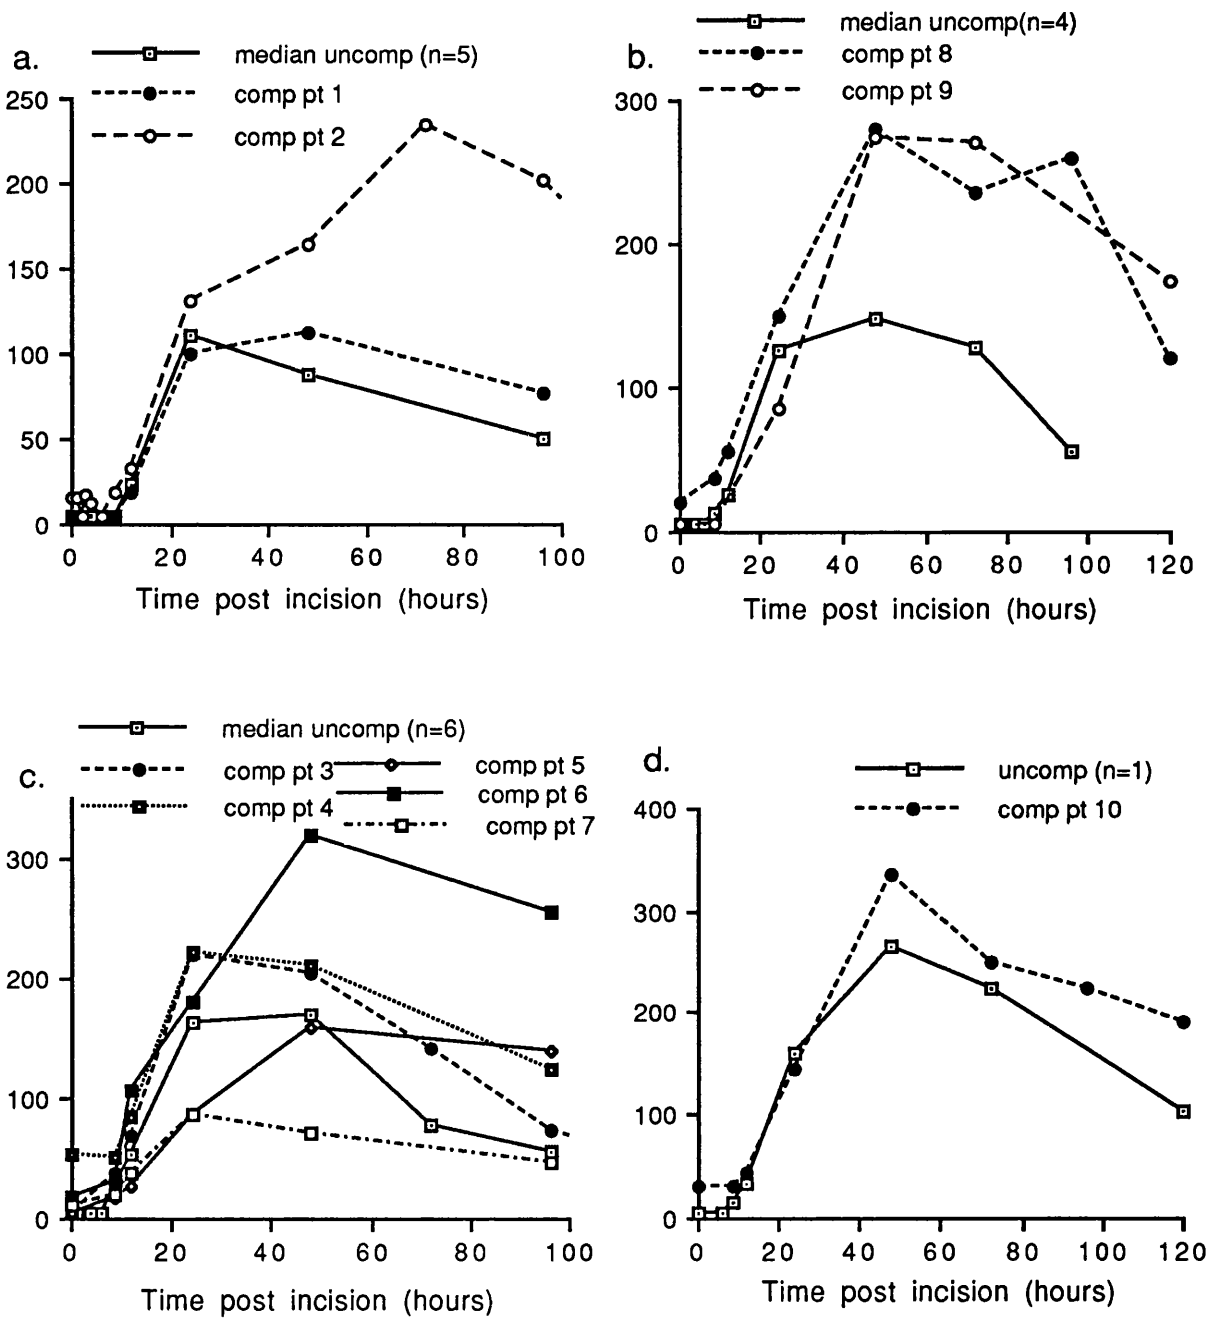 a.
median uncomp (n=5)
comp pt 1
comp pt 2
250
200
150
100
50
0
0 20 40 60 80 100
Time post incision (hours)
b.
median uncomp(n=4)
comp pt 8
comp pt 9
300
200
100
0
0 20 40 60 80 100 120
Time post incision (hours)
c.
median uncomp (n=6)
comp pt 3 comp pt 5
comp pt 4 comp pt 6
comp pt 7
300
200
100
0
0 20 40 60 80 100
Time post incision (hours)
d.
uncomp (n=1)
comp pt 10
400
300
200
100
0
0 20 40 60 80 100 120
Time post incision (hours)